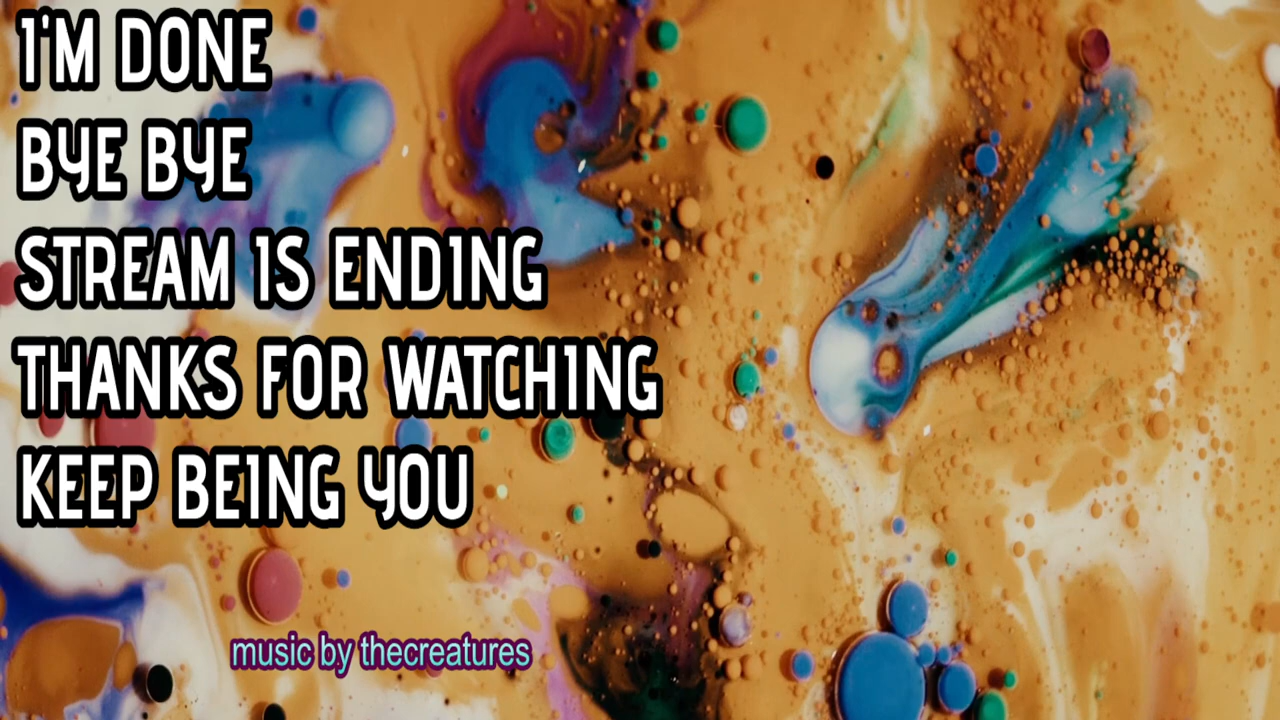 I'M DONE
BYE BYE
STREAM IS ENDING
THANKS FOR WATCHING
KEEP BEING YOU
music by thecreatures